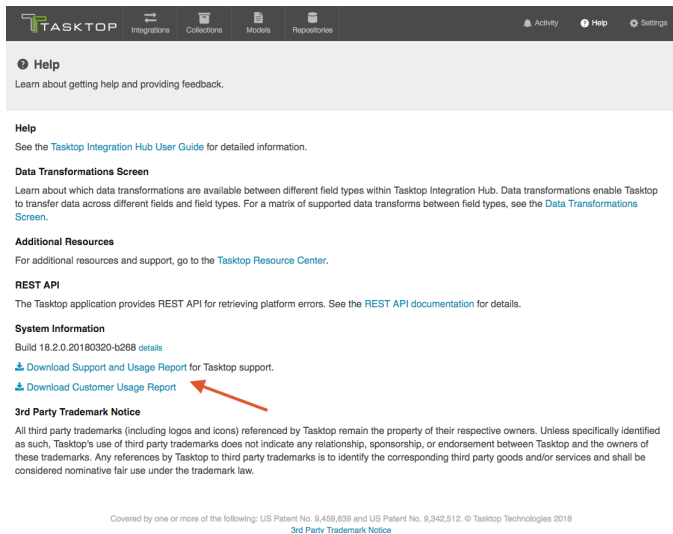 TASKTOP
Integrations
Collections
Models
Repositories
Activity
Help
Settings
Help
Learn about getting help and providing feedback.
Help
See the Tasktop Integration Hub User Guide for detailed information.
Data Transformations Screen
Learn about which data transformations are available between different field types within Tasktop Integration Hub. Data transformations enable Tasktop
to transfer data across different fields and field types. For a matrix of supported data transforms between field types, see the Data Transformations
Screen.
Additional Resources
For additional resources and support, go to the Tasktop Resource Center.
REST API
The Tasktop application provides REST API for retrieving platform errors. See the REST API documentation for details.
System Information
Build 18.2.0.20180320-b268 details
Download Support and Usage Report for Tasktop support.
Download Customer Usage Report
3rd Party Trademark Notice
All third party trademarks (including logos and icons) referenced by Tasktop remain the property of their respective owners. Unless specifically identified
as such, Tasktop's use of third party trademarks does not indicate any relationship, sponsorship, or endorsement between Tasktop and the owners of
these trademarks. Any references by Tasktop to third party trademarks is to identify the corresponding third party goods and/or services and shall be
considered nominative fair use under the trademark law.
Covered by one or more of the following: US Patent No. 9,459,839 and US Patent No. 9,342,512. © Tasktop Technologies 2018
3rd Party Trademark Notice